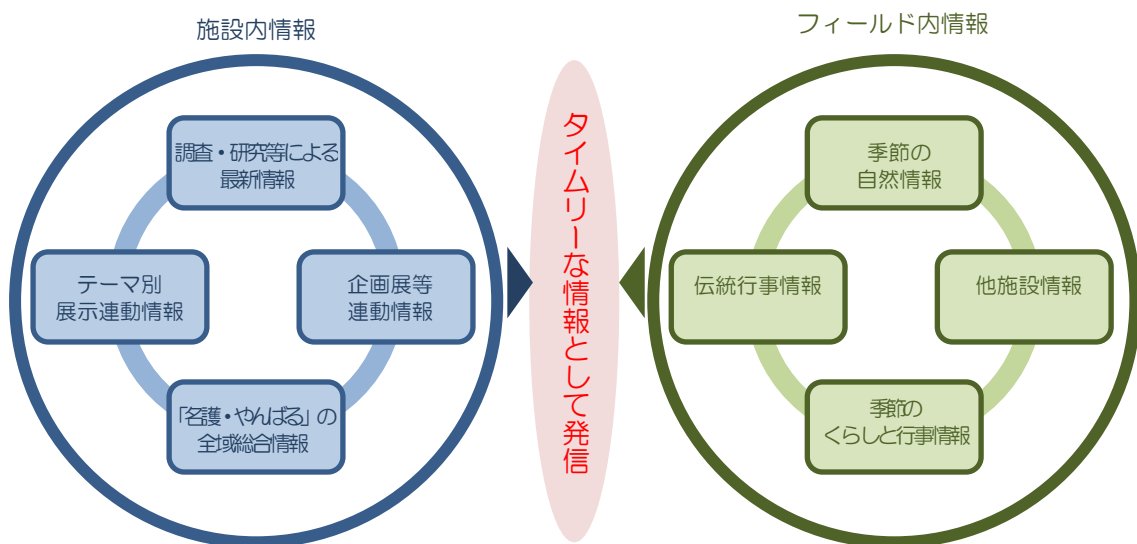 施設内情報
調査・研究等による
最新情報
テーマ別
展示連動情報
企画展等
連動情報
「名護・やんばる」の
全域総合情報
タイムリーな情報として発信
フィールド内情報
季節の
自然情報
伝統行事情報
他施設情報
季節の
くらしと行事情報